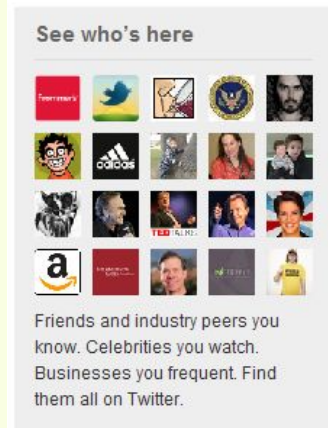 See who's here
adidas
TED TALKS
a
Friends and industry peers you
know. Celebrities you watch.
Businesses you frequent. Find
them all on Twitter.